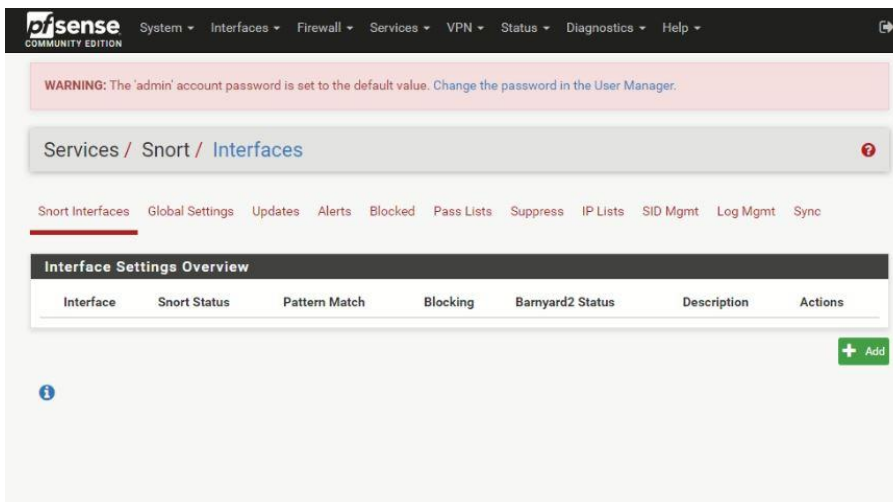 pfsense System Interfaces Firewall Services VPN Status Diagnostics Help
COMMUNITY EDITION
WARNING: The 'admin' account password is set to the default value. Change the password in the User Manager.
Services / Snort / Interfaces
Snort Interfaces Global Settings Updates Alerts Blocked Pass Lists Suppress IP Lists SID Mgmt Log Mgmt Sync
Interface Settings Overview
Interface Snort Status Pattern Match Blocking Barnyard2 Status Description Actions
+ Add